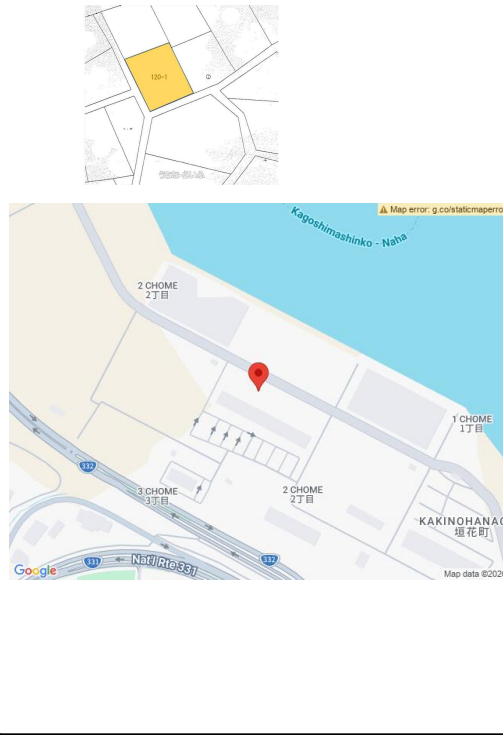 120-1
Map error: g.co/staticmaperro
Kagoshimashinko - Naha
2 CHOME
2丁目
1 CHOME
1丁目
332
3 CHOME
3丁目
2 CHOME
2丁目
KAKINOHANAC
垣花町
331
Nat'l Rte 331
332
Google
Map data ©2020